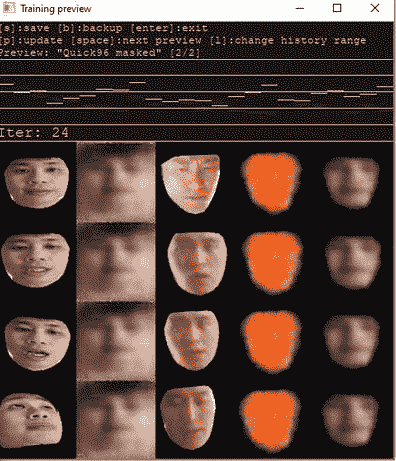 Training preview
[s]:save [b]:backup [enter]:exit
[p]:update [space]:next preview [l]:change history range
Preview: "Quick96 masked" [2/2]
Iter: 24